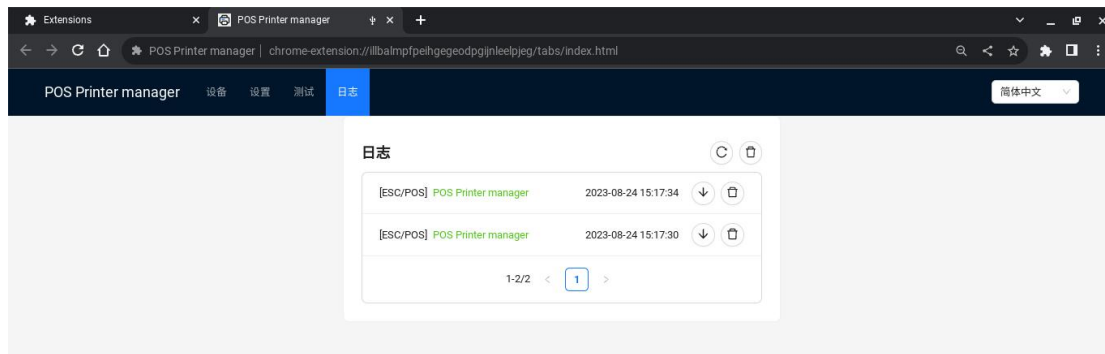 Extensions
POS Printer manager
POS Printer manager | chrome-extension://illbalmpfpeihgegeodpgijnleelpjeg/tabs/index.html
POS Printer manager 设备 设置 测试 日志 简体中文
日志
[ESC/POS] POS Printer manager 2023-08-24 15:17:34
[ESC/POS] POS Printer manager 2023-08-24 15:17:30
1-2/2 < 1 >